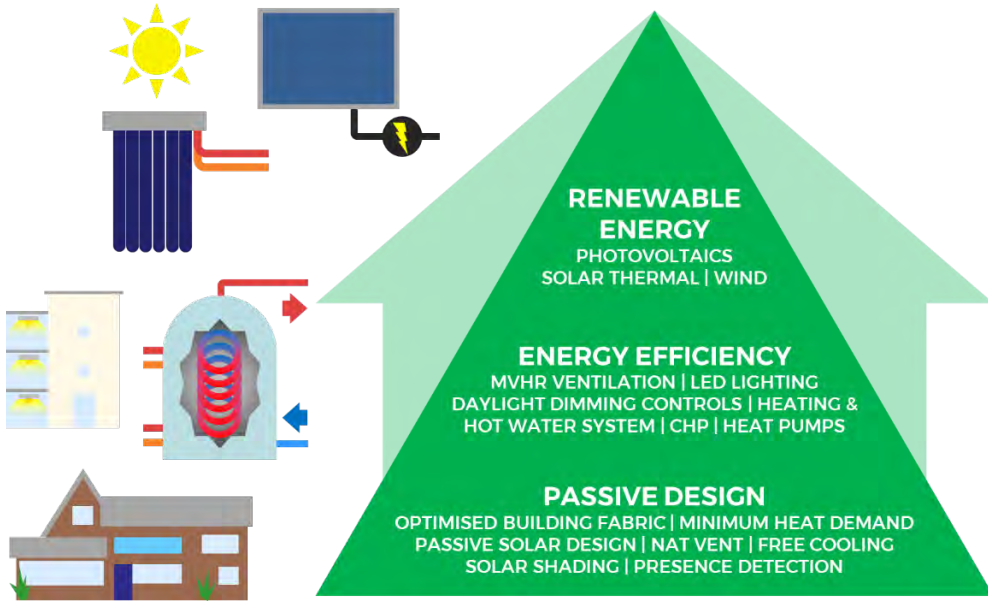 RENEWABLE
ENERGY
PHOTOVOLTAICS
SOLAR THERMAL | WIND
ENERGY EFFICIENCY
MVHR VENTILATION | LED LIGHTING
DAYLIGHT DIMMING CONTROLS | HEATING &
HOT WATER SYSTEM | CHP | HEAT PUMPS
PASSIVE DESIGN
OPTIMISED BUILDING FABRIC | MINIMUM HEAT DEMAND
PASSIVE SOLAR DESIGN | NAT VENT | FREE COOLING
SOLAR SHADING | PRESENCE DETECTION